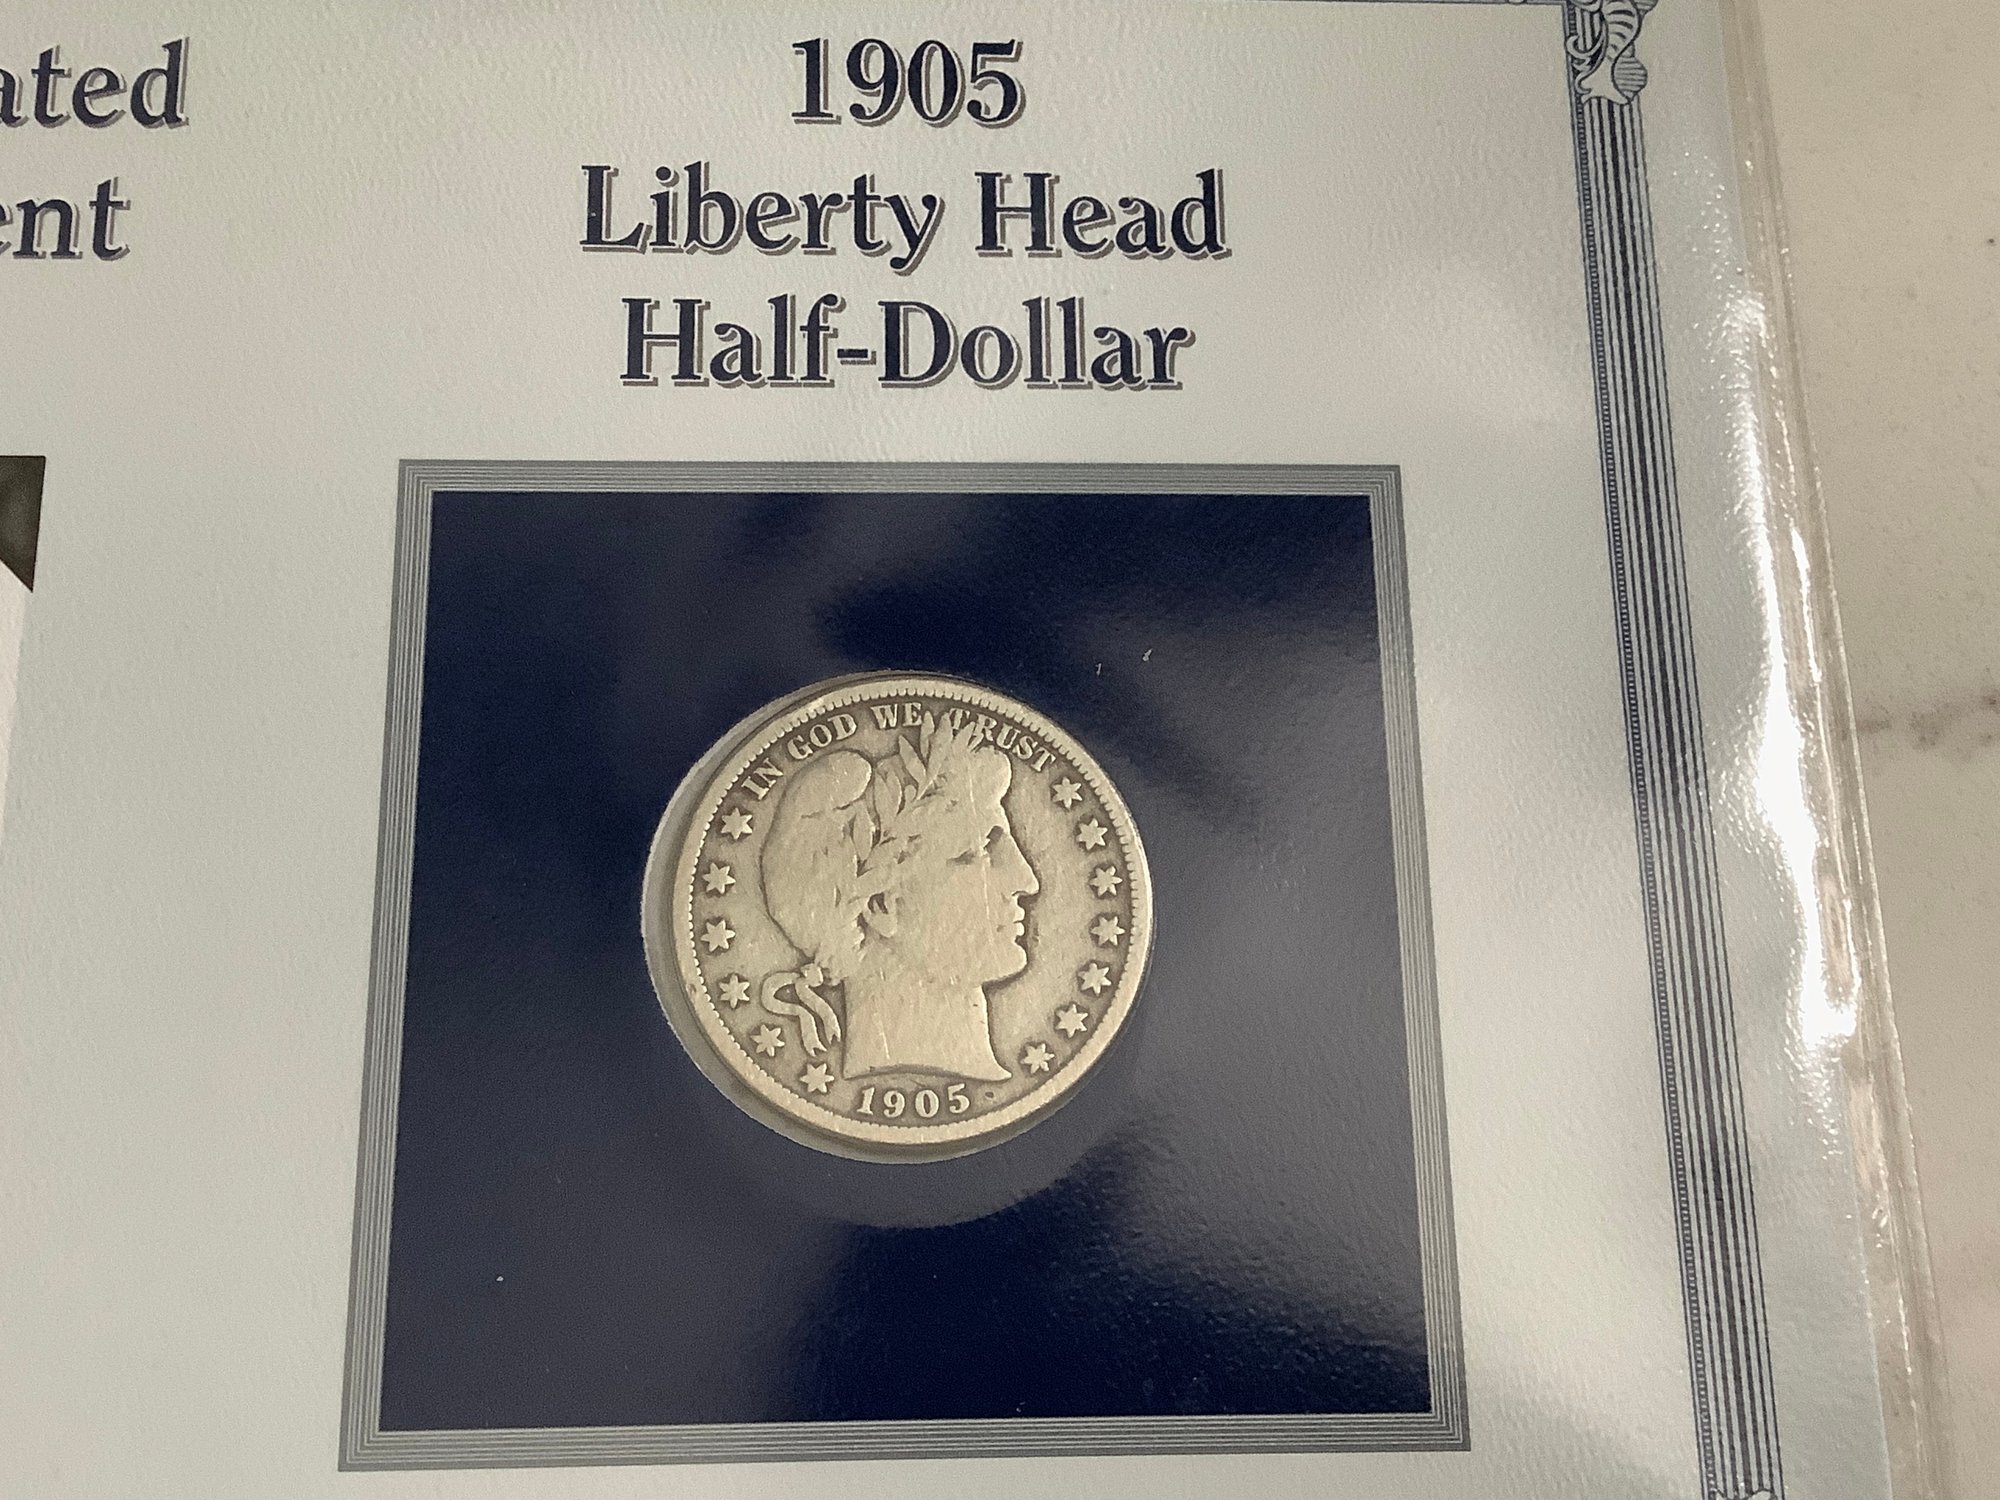 ated
ent
1905
Liberty Head
Half-Dollar
IN GOD WE TRUST
1905